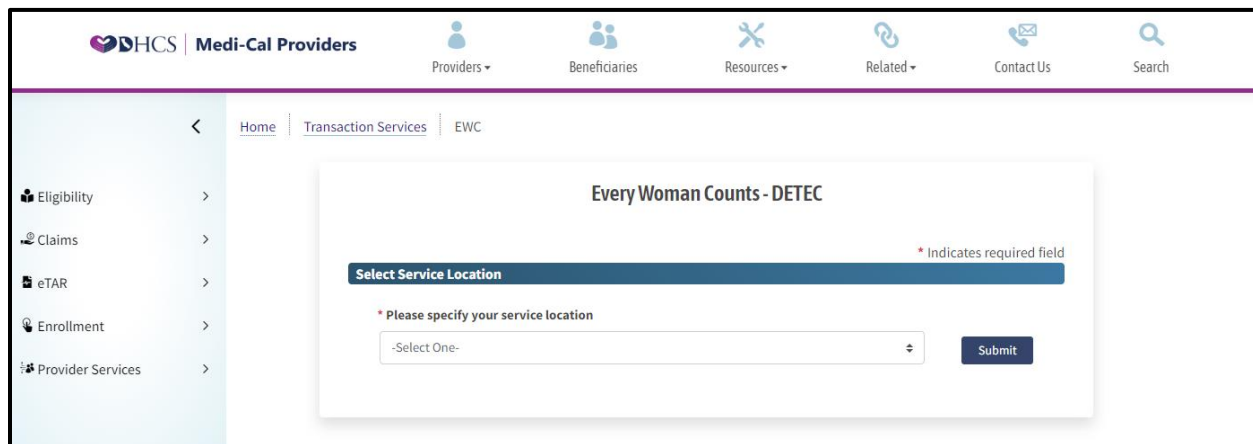 DHCS | Medi-Cal Providers
Providers
Beneficiaries
Resources
Related
Contact Us
Search
Home
Transaction Services
EWC
Eligibility
Claims
eTAR
Enrollment
Provider Services
Every Woman Counts - DETEC
* Indicates required field
Select Service Location
* Please specify your service location
-Select One-
Submit